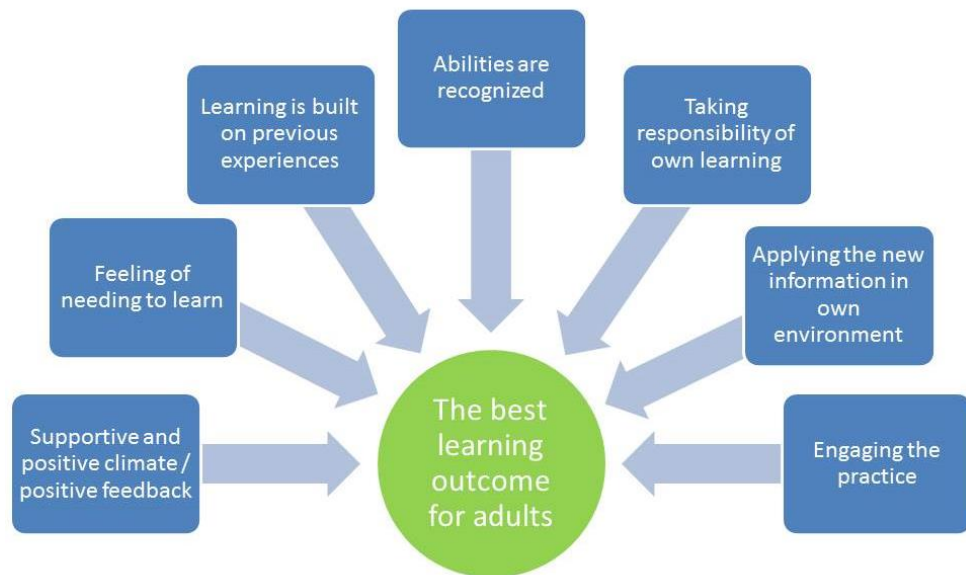 Supportive and
positive climate /
positive feedback
Feeling of
needing to learn
Learning is built
on previous
experiences
Abilities are
recognized
Taking
responsibility of
own learning
Applying the new
information in
own
environment
Engaging the
practice
The best
learning
outcome
for adults